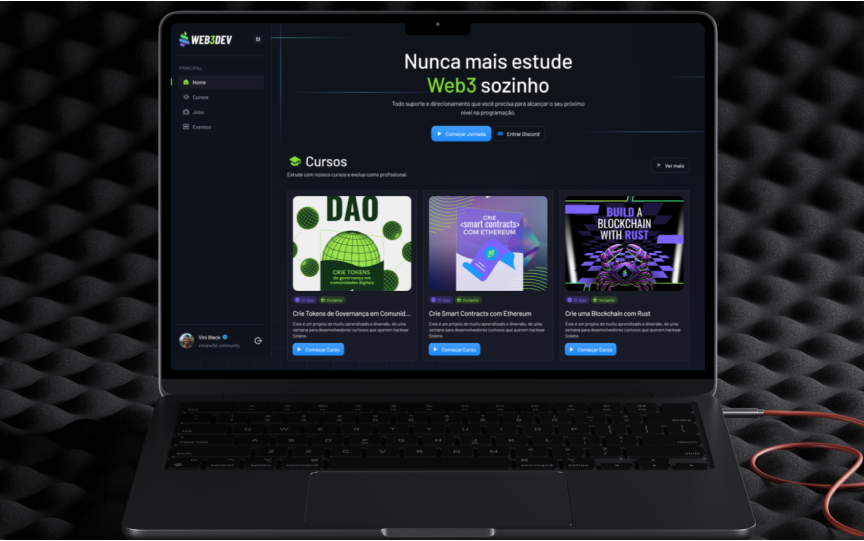 WEB3DEV
PRINCIPAL
Home
Cursos
Jobs
Eventos
Vini Black
vini@w3d.community
Nunca mais estude
Web3 sozinho
Todo suporte e direcionamento que você precisa para alcançar o seu próximo
nível na programação.
Começar Jornada
Entrar Discord
Cursos
Estude com nossos cursos e evolua como profissional.
Ver mais
DAO
CRIE TOKENS
de governança em
comunidades digitais
Iniciante
Crie Tokens de Governança em Comunid...
Este é um projeto de muito aprendizado e diversão, de uma
semana para desenvolvedores curiosos que querem hackear
Solana.
Começar Curso
CRIE
<smart contracts>
COM ETHEREUM
Iniciante
Crie Smart Contracts com Ethereum
Este é um projeto de muito aprendizado e diversão, de uma
semana para desenvolvedores curiosos que querem hackear
Solana.
Começar Curso
BUILD A
BLOCKCHAIN
WITH RUST
Iniciante
Crie uma Blockchain com Rust
Este é um projeto de muito aprendizado e diversão, de uma
semana para desenvolvedores curiosos que querem hackear
Solana.
Começar Curso